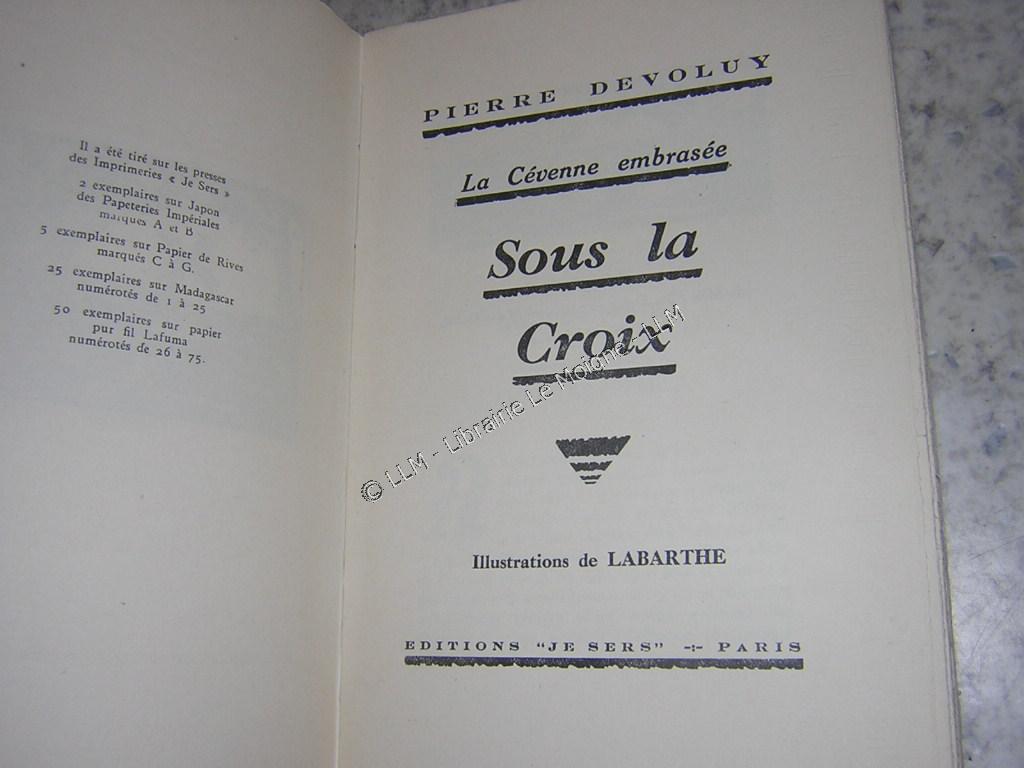 Il a été tiré sur les presses
des Imprimeries « Je Sers »
2 exemplaires sur Japon
des Papeteries Impériales
marqués A et B
5 exemplaires sur Papier de Rives
marqués C à G.
25 exemplaires sur Madagascar
numérotés de 1 à 25
50 exemplaires sur papier
pur fil Lafuma
numérotés de 26 à 75.
PIERRE DEVOLUY
La Cévenne embrasée
Sous la
Croix
© LLM - Librairie Le Moigne - LLM
Illustrations de LABARTHE
EDITIONS "JE SERS" -:- PARIS